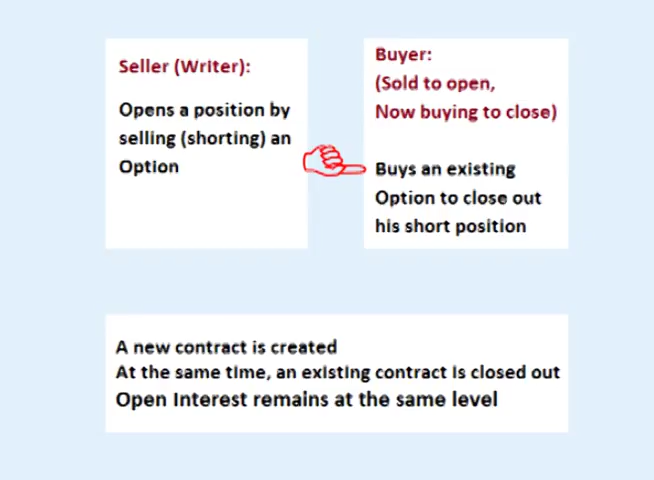 Seller (Writer):
Opens a position by
selling (shorting) an
Option
Buyer:
(Sold to open,
Now buying to close)
Buys an existing
Option to close out
his short position
A new contract is created
At the same time, an existing contract is closed out
Open Interest remains at the same level